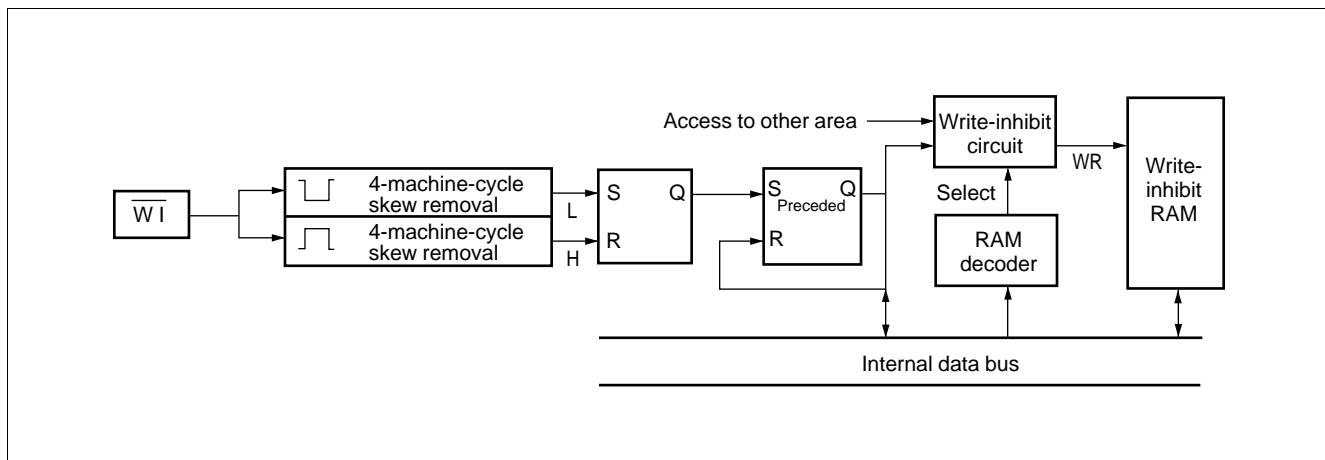 Access to other area
Write-inhibit
circuit
WR
Write-
inhibit
RAM
WI
4-machine-cycle
skew removal
4-machine-cycle
skew removal
L
H
S
Q
R
S
Q
Preceded
R
Select
RAM
decoder
Internal data bus